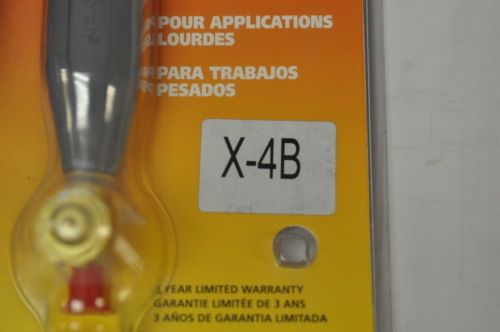 POUR APPLICATIONS
LOURDES
PARA TRABAJOS
PESADOS
X-4B
3 YEAR LIMITED WARRANTY
GARANTIE LIMITÉE DE 3 ANS
3 AÑOS DE GARANTIA LIMITADA